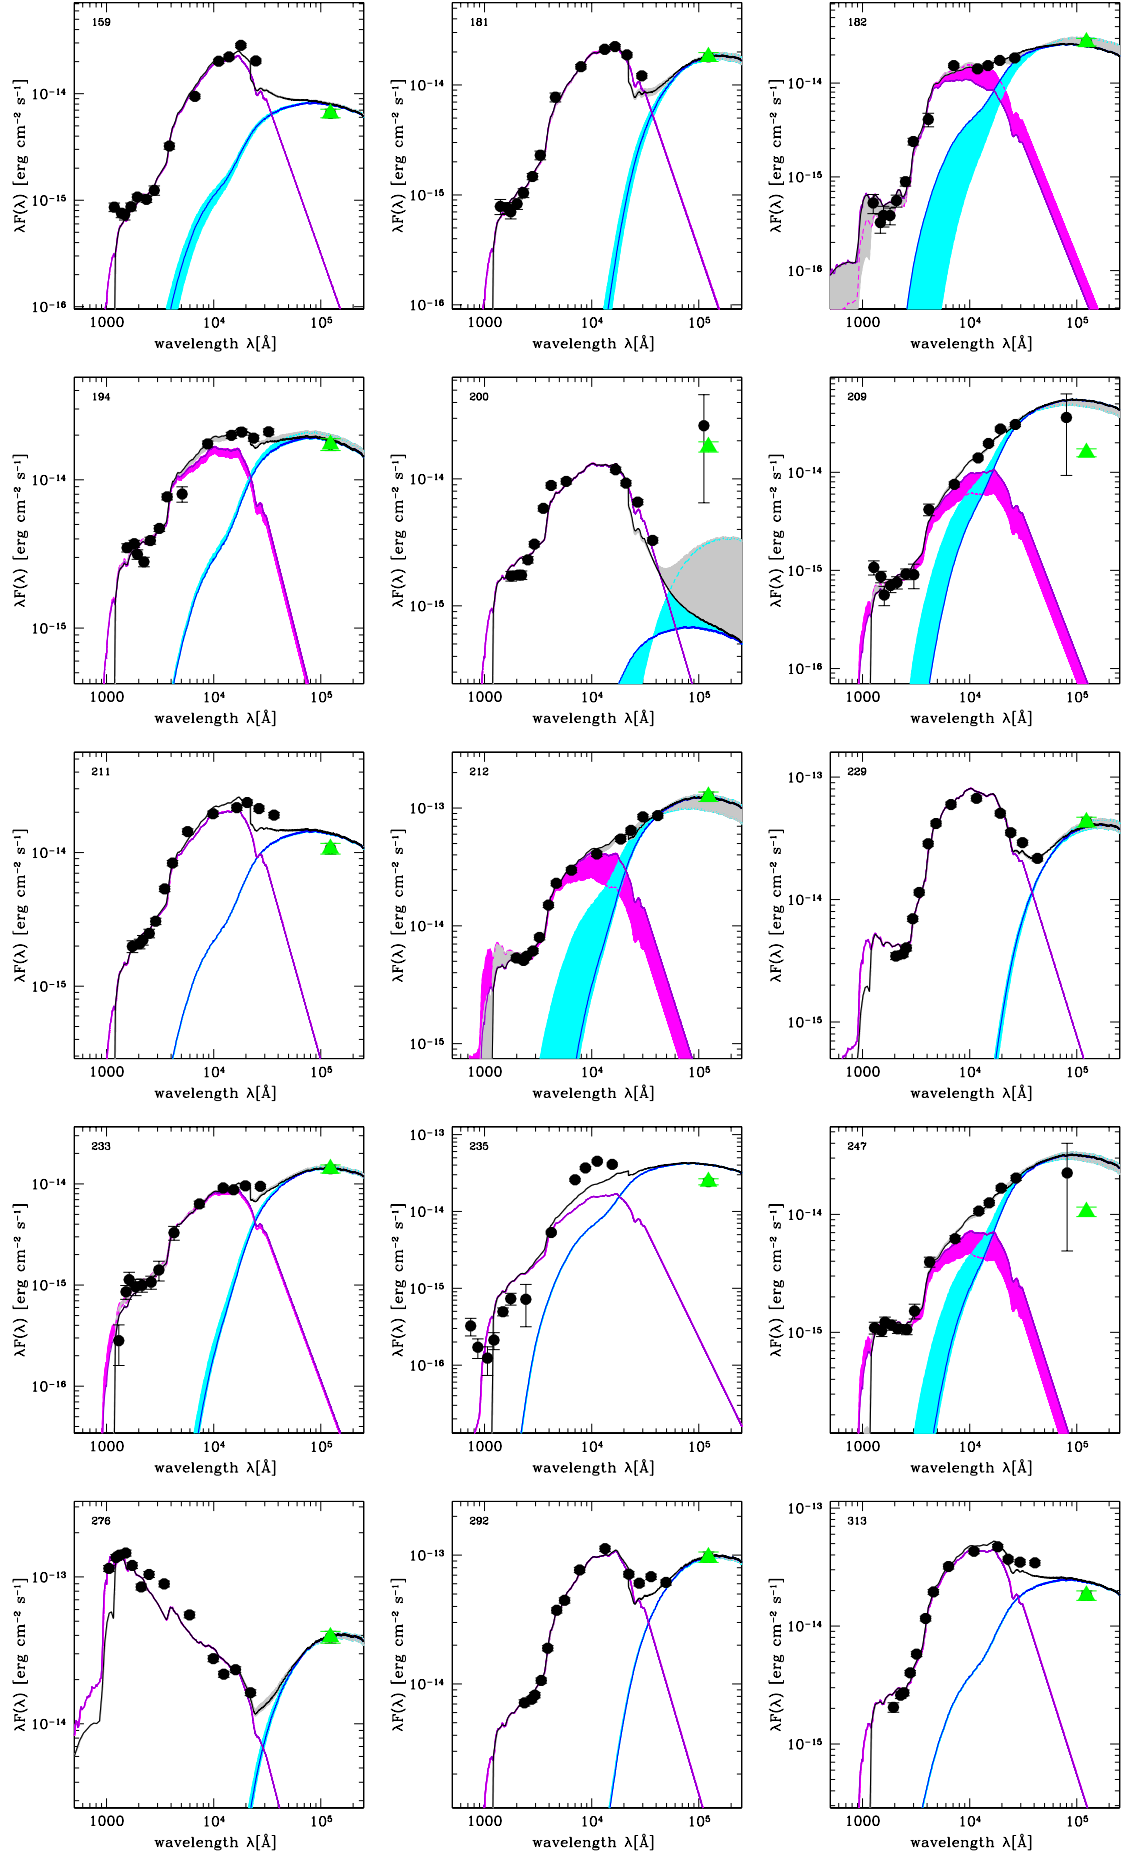 159
λF(λ) [erg cm⁻² s⁻¹]
10⁻¹⁴
10⁻¹⁵
10⁻¹⁶
1000 10⁴ 10⁵
wavelength λ[Å]
181
λF(λ) [erg cm⁻² s⁻¹]
10⁻¹⁴
10⁻¹⁵
10⁻¹⁶
1000 10⁴ 10⁵
wavelength λ[Å]
182
λF(λ) [erg cm⁻² s⁻¹]
10⁻¹⁴
10⁻¹⁵
10⁻¹⁶
1000 10⁴ 10⁵
wavelength λ[Å]
194
λF(λ) [erg cm⁻² s⁻¹]
10⁻¹⁴
10⁻¹⁵
1000 10⁴ 10⁵
wavelength λ[Å]
200
λF(λ) [erg cm⁻² s⁻¹]
10⁻¹⁴
10⁻¹⁵
1000 10⁴ 10⁵
wavelength λ[Å]
209
λF(λ) [erg cm⁻² s⁻¹]
10⁻¹⁴
10⁻¹⁵
10⁻¹⁶
1000 10⁴ 10⁵
wavelength λ[Å]
211
λF(λ) [erg cm⁻² s⁻¹]
10⁻¹⁴
10⁻¹⁵
1000 10⁴ 10⁵
wavelength λ[Å]
212
λF(λ) [erg cm⁻² s⁻¹]
10⁻¹³
10⁻¹⁴
10⁻¹⁵
1000 10⁴ 10⁵
wavelength λ[Å]
229
λF(λ) [erg cm⁻² s⁻¹]
10⁻¹³
10⁻¹⁴
10⁻¹⁵
1000 10⁴ 10⁵
wavelength λ[Å]
233
λF(λ) [erg cm⁻² s⁻¹]
10⁻¹⁴
10⁻¹⁵
10⁻¹⁶
1000 10⁴ 10⁵
wavelength λ[Å]
235
λF(λ) [erg cm⁻² s⁻¹]
10⁻¹³
10⁻¹⁴
10⁻¹⁵
10⁻¹⁶
1000 10⁴ 10⁵
wavelength λ[Å]
247
λF(λ) [erg cm⁻² s⁻¹]
10⁻¹⁴
10⁻¹⁵
1000 10⁴ 10⁵
wavelength λ[Å]
276
λF(λ) [erg cm⁻² s⁻¹]
10⁻¹³
10⁻¹⁴
1000 10⁴ 10⁵
wavelength λ[Å]
292
λF(λ) [erg cm⁻² s⁻¹]
10⁻¹³
10⁻¹⁴
1000 10⁴ 10⁵
wavelength λ[Å]
313
λF(λ) [erg cm⁻² s⁻¹]
10⁻¹³
10⁻¹⁴
10⁻¹⁵
1000 10⁴ 10⁵
wavelength λ[Å]